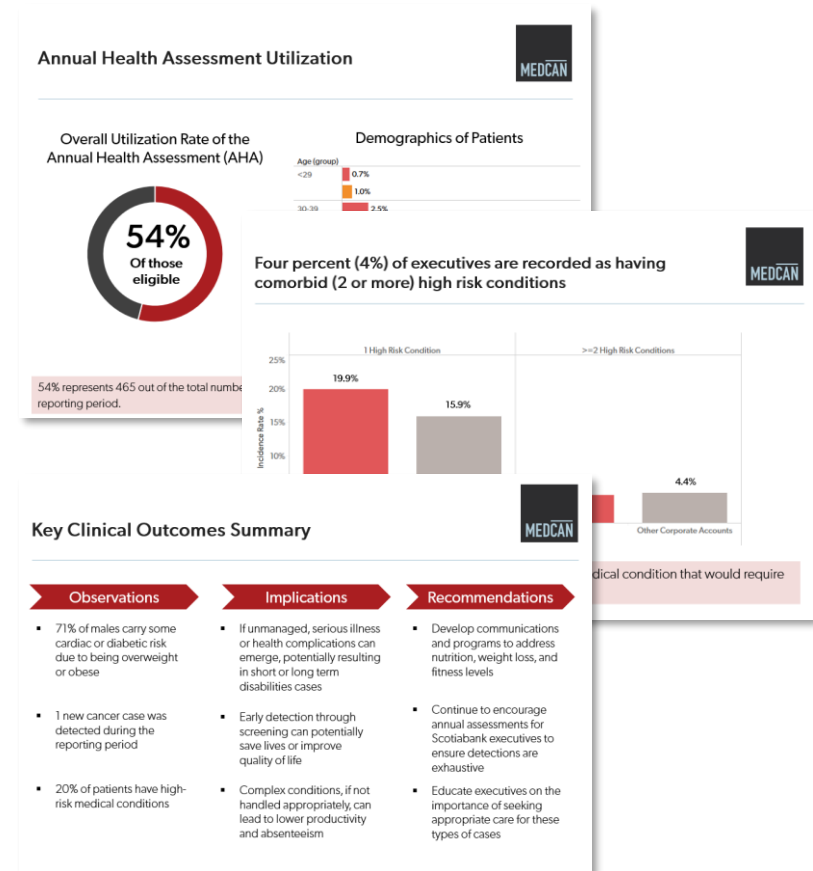 Annual Health Assessment Utilization
MEDCAN
Overall Utilization Rate of the
Annual Health Assessment (AHA)
54%
Of those
eligible
Demographics of Patients
Age (group)
<29
0.7%
1.0%
30-39
2.5%
54% represents 465 out of the total
reporting period.
Four percent (4%) of executives are recorded as having
comorbid (2 or more) high risk conditions
MEDCAN
1 High Risk Condition
>=2 High Risk Conditions
Incidence Rate %
25%
20%
15%
10%
19.9%
15.9%
4.4%
Other Corporate Accounts
dical condition that would require
Key Clinical Outcomes Summary
MEDCAN
Observations
▪ 71% of males carry some
cardiac or diabetic risk
due to being overweight
or obese
▪ 1 new cancer case was
detected during the
reporting period
▪ 20% of patients have high-
risk medical conditions
Implications
▪ If unmanaged, serious illness
or health complications can
emerge, potentially resulting
in short or long term
disabilities cases
▪ Early detection through
screening can potentially
save lives or improve
quality of life
▪ Complex conditions, if not
handled appropriately, can
lead to lower productivity
and absenteeism
Recommendations
▪ Develop communications
and programs to address
nutrition, weight loss, and
fitness levels
▪ Continue to encourage
annual assessments for
Scotiabank executives to
ensure detections are
exhaustive
▪ Educate executives on the
importance of seeking
appropriate care for these
types of cases